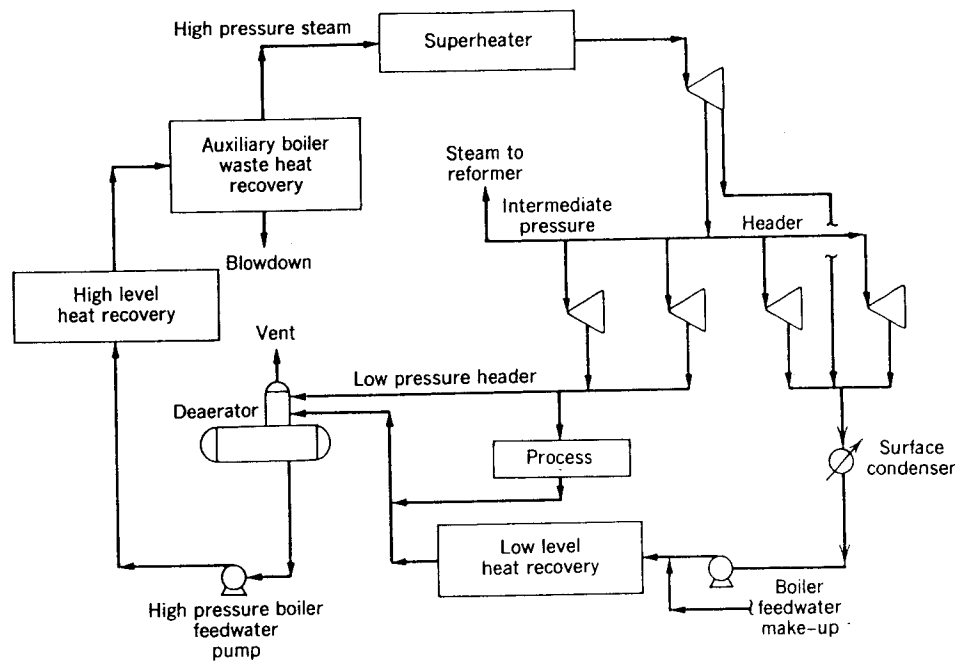 High pressure steam
Superheater
Auxiliary boiler
waste heat
recovery
Steam to
reformer
Intermediate
pressure
Header
Blowdown
High level
heat recovery
Vent
Low pressure header
Deaerator
Process
Surface
condenser
Low level
heat recovery
High pressure boiler
feedwater
pump
Boiler
feedwater
make-up